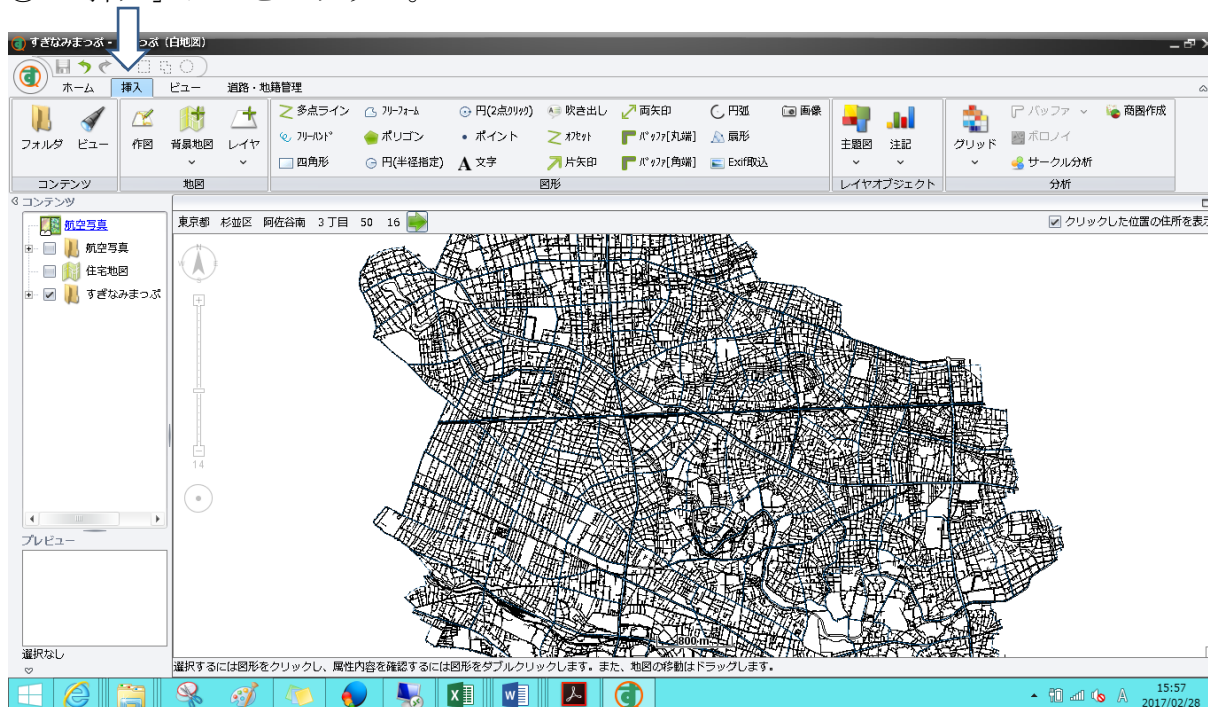 すぎなみまっぷ -
っぷ (白地図)
ホーム 挿入 ビュー 道路・地籍管理
フォルダ ビュー 作図 背景地図 レイヤ
多点ライン フリーフォーム 円(2点クリック) 吹き出し 両矢印 円弧 画像
フリーハンド ポリゴン ポイント オフセット バッファ[丸端] 扇形
四角形 円(半径指定) A 文字 片矢印 バッファ[角端] Exif取込
主題図 注記 グリッド
バッファ 商圏作成
ボロノイ
サークル分析
コンテンツ 地図 図形 レイヤオブジェクト 分析
コンテンツ
東京都 杉並区 阿佐谷南 3丁目 50 16
クリックした位置の住所を表示
航空写真
航空写真
住宅地図
すぎなみまっぷ
N
S
14
800 m
プレビュー
選択なし
選択するには図形をクリックし、属性内容を確認するには図形をダブルクリックします。また、地図の移動はドラッグします。
A 15:57
2017/02/28